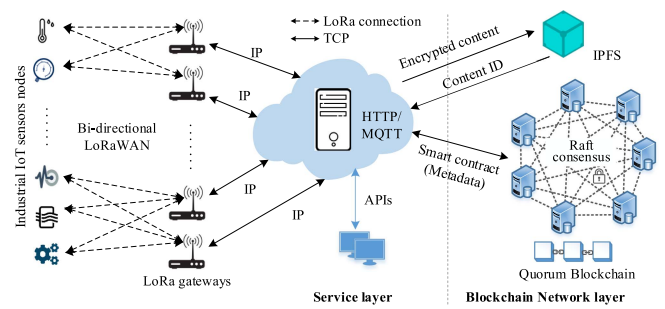 LoRa connection
TCP
Industrial IoT sensors nodes
Bi-directional
LoRaWAN
IP
IP
IP
IP
LoRa gateways
HTTP/
MQTT
APIs
Service layer
Encrypted content
Content ID
IPFS
Smart contract
(Metadata)
Raft
consensus
Quorum Blockchain
Blockchain Network layer